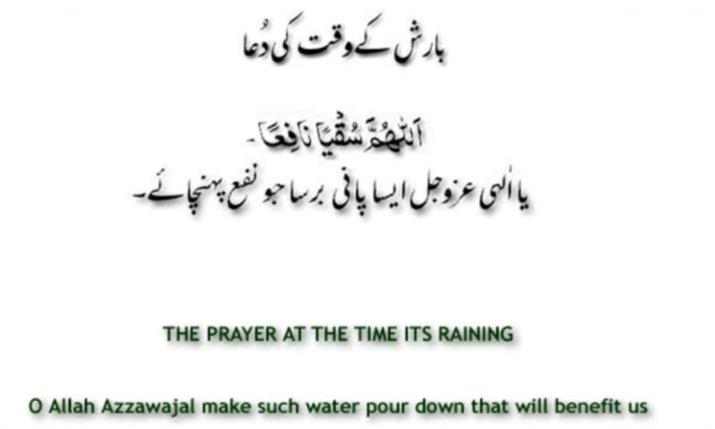 بارش کے وقت کی دُعا
اَللّٰهُمَّ سُقْيًا نَافِعًا۔
یا الٰہی عزوجل ایسا پانی برسا جو نفع پہنچائے۔
THE PRAYER AT THE TIME ITS RAINING
O Allah Azzawajal make such water pour down that will benefit us